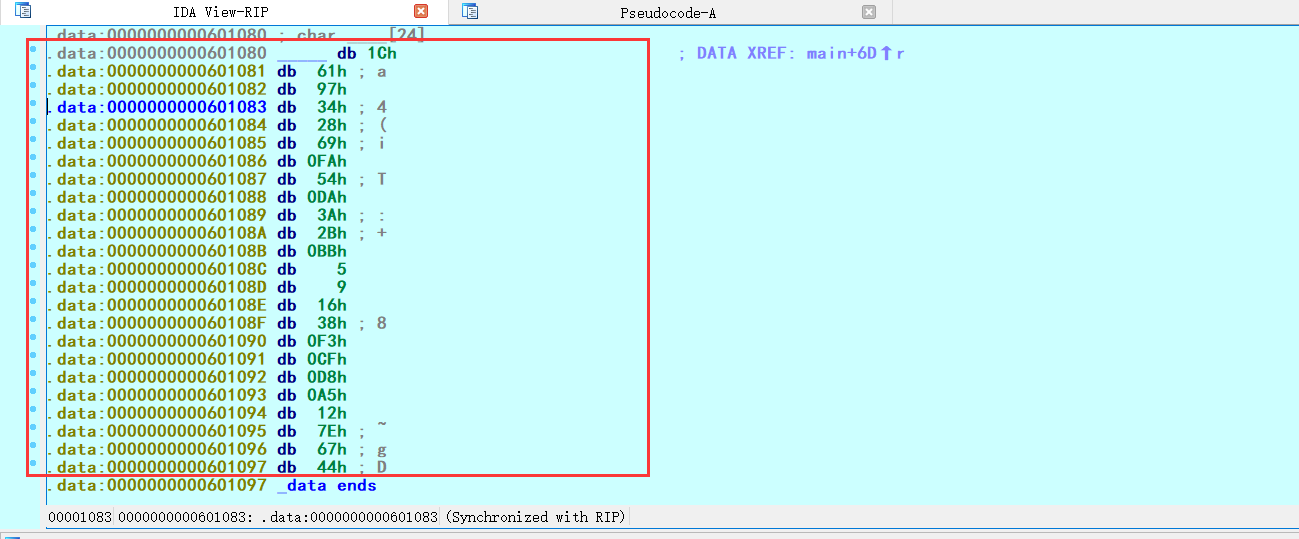 IDA View-RIP Pseudocode-A
.data:0000000000601080 ; char _____[24]
.data:0000000000601080 _____ db 1Ch ; DATA XREF: main+6D↑r
.data:0000000000601081 db 61h ; a
.data:0000000000601082 db 97h
.data:0000000000601083 db 34h ; 4
.data:0000000000601084 db 28h ; (
.data:0000000000601085 db 69h ; i
.data:0000000000601086 db 0FAh
.data:0000000000601087 db 54h ; T
.data:0000000000601088 db 0DAh
.data:0000000000601089 db 3Ah ; :
.data:000000000060108A db 2Bh ; +
.data:000000000060108B db 0BBh
.data:000000000060108C db 5
.data:000000000060108D db 9
.data:000000000060108E db 16h
.data:000000000060108F db 38h ; 8
.data:0000000000601090 db 0F3h
.data:0000000000601091 db 0CFh
.data:0000000000601092 db 0D8h
.data:0000000000601093 db 0A5h
.data:0000000000601094 db 12h
.data:0000000000601095 db 7Eh ; ~
.data:0000000000601096 db 67h ; g
.data:0000000000601097 db 44h ; D
.data:0000000000601097 _data ends
00001083 0000000000601083: .data:0000000000601083 (Synchronized with RIP)